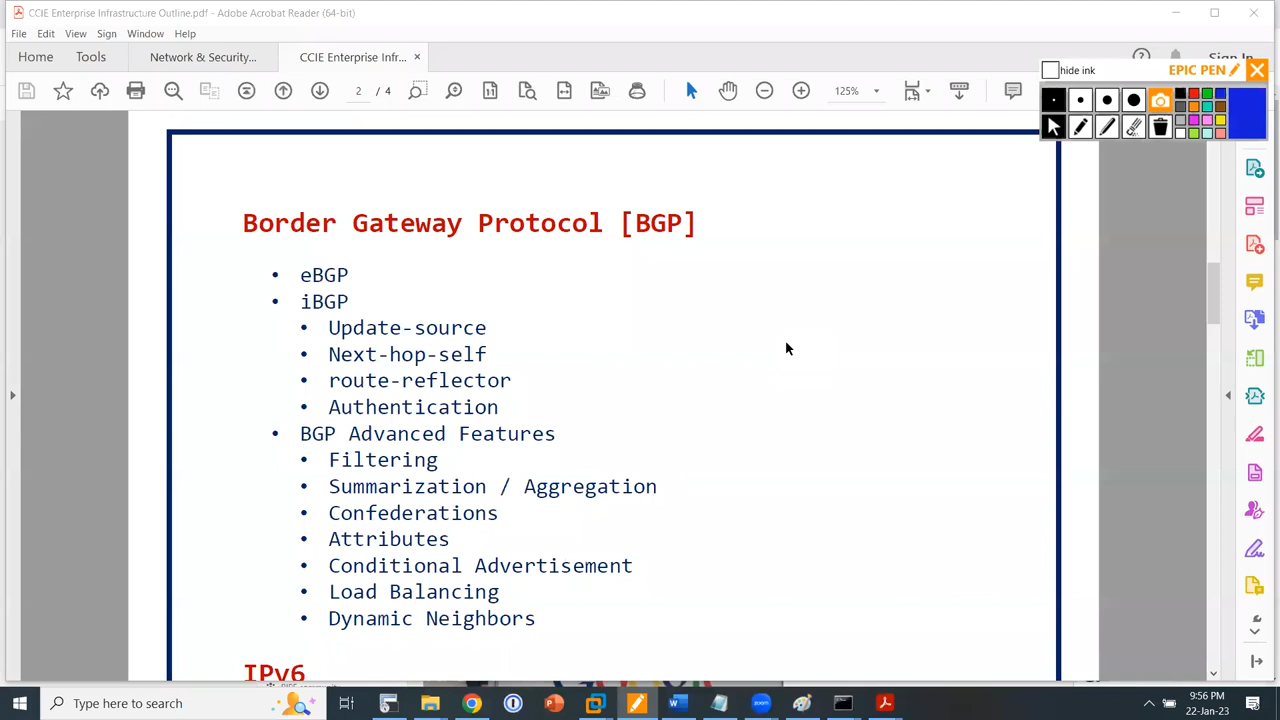 CCIE Enterprise Infrastructure Outline.pdf - Adobe Acrobat Reader (64-bit)
File Edit View Sign Window Help
Home Tools Network & Security... CCIE Enterprise Infr... ×
Sign In
hide ink EPIC PEN
2 / 4 125%
Border Gateway Protocol [BGP]
• eBGP
• iBGP
• Update-source
• Next-hop-self
• route-reflector
• Authentication
• BGP Advanced Features
• Filtering
• Summarization / Aggregation
• Confederations
• Attributes
• Conditional Advertisement
• Load Balancing
• Dynamic Neighbors
IPv6
Type here to search
9:56 PM
22-Jan-23